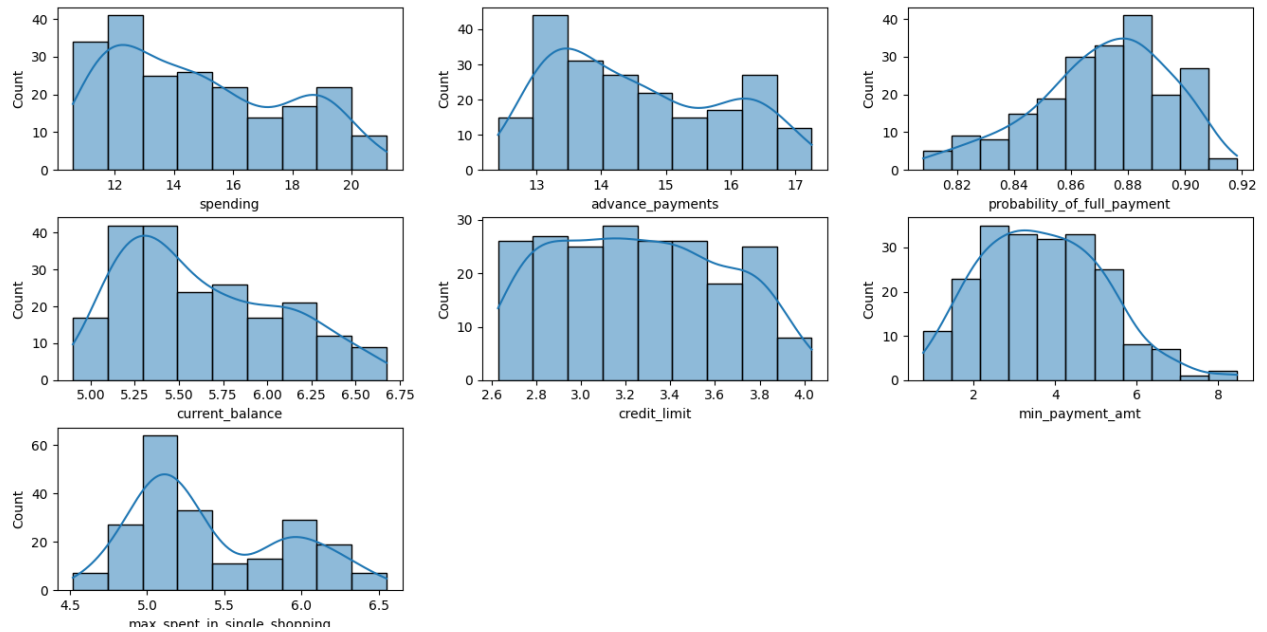 40
30
20
10
0
Count
12 14 16 18 20
spending
40
30
20
10
0
Count
13 14 15 16 17
advance_payments
40
30
20
10
0
Count
0.82 0.84 0.86 0.88 0.90 0.92
probability_of_full_payment
40
30
20
10
0
Count
5.00 5.25 5.50 5.75 6.00 6.25 6.50 6.75
current_balance
30
20
10
0
Count
2.6 2.8 3.0 3.2 3.4 3.6 3.8 4.0
credit_limit
30
20
10
0
Count
2 4 6 8
min_payment_amt
60
40
20
0
Count
4.5 5.0 5.5 6.0 6.5
max_spent_in_single_shopping